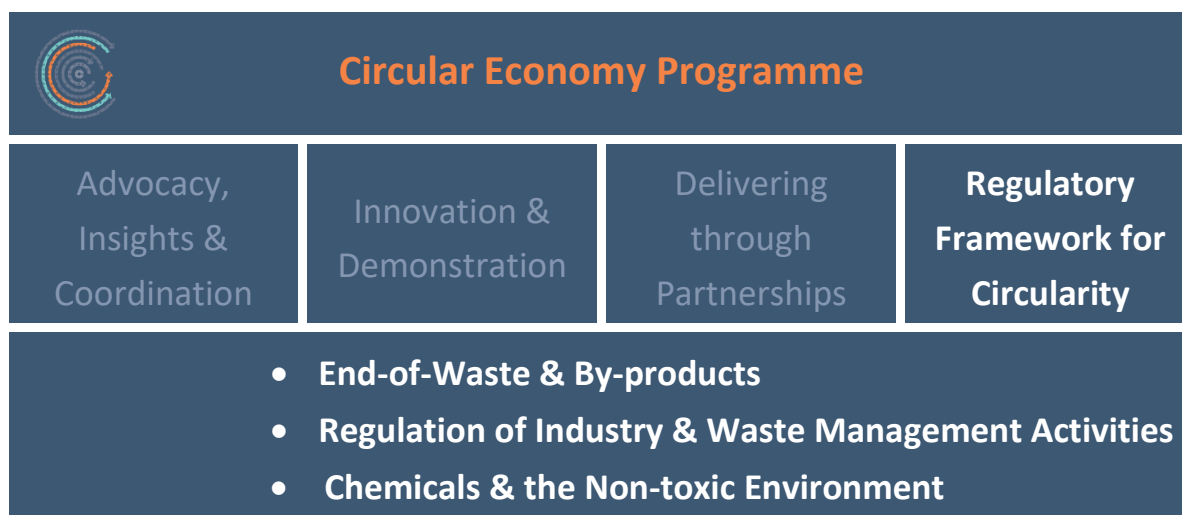 Circular Economy Programme
Advocacy,
Insights &
Coordination
Innovation &
Demonstration
Delivering
through
Partnerships
Regulatory
Framework for
Circularity
• End-of-Waste & By-products
• Regulation of Industry & Waste Management Activities
• Chemicals & the Non-toxic Environment